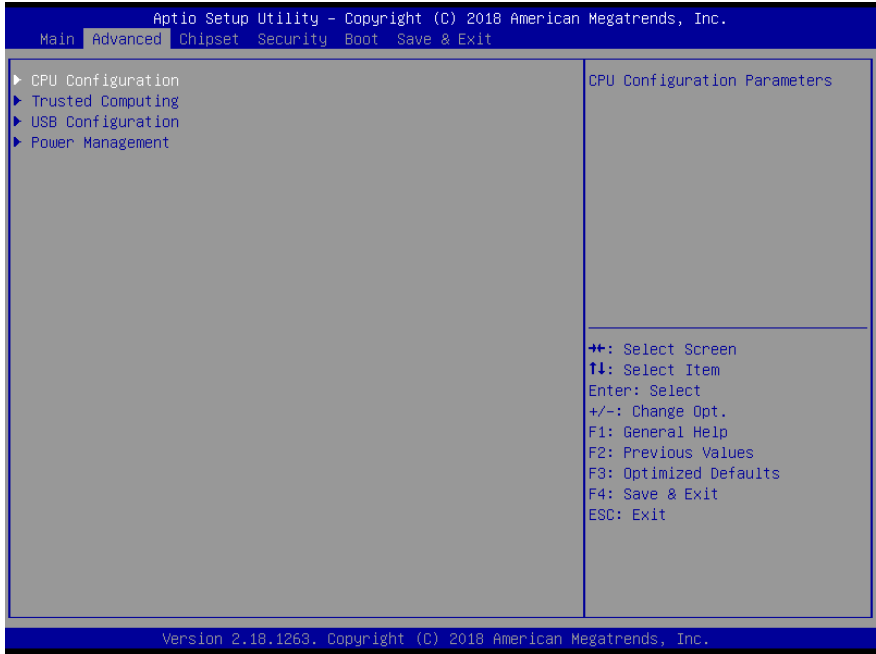 Aptio Setup Utility – Copyright (C) 2018 American Megatrends, Inc.
Main Advanced Chipset Security Boot Save & Exit
▶ CPU Configuration
▶ Trusted Computing
▶ USB Configuration
▶ Power Management
CPU Configuration Parameters
→←: Select Screen
↑↓: Select Item
Enter: Select
+/-: Change Opt.
F1: General Help
F2: Previous Values
F3: Optimized Defaults
F4: Save & Exit
ESC: Exit
Version 2.18.1263. Copyright (C) 2018 American Megatrends, Inc.